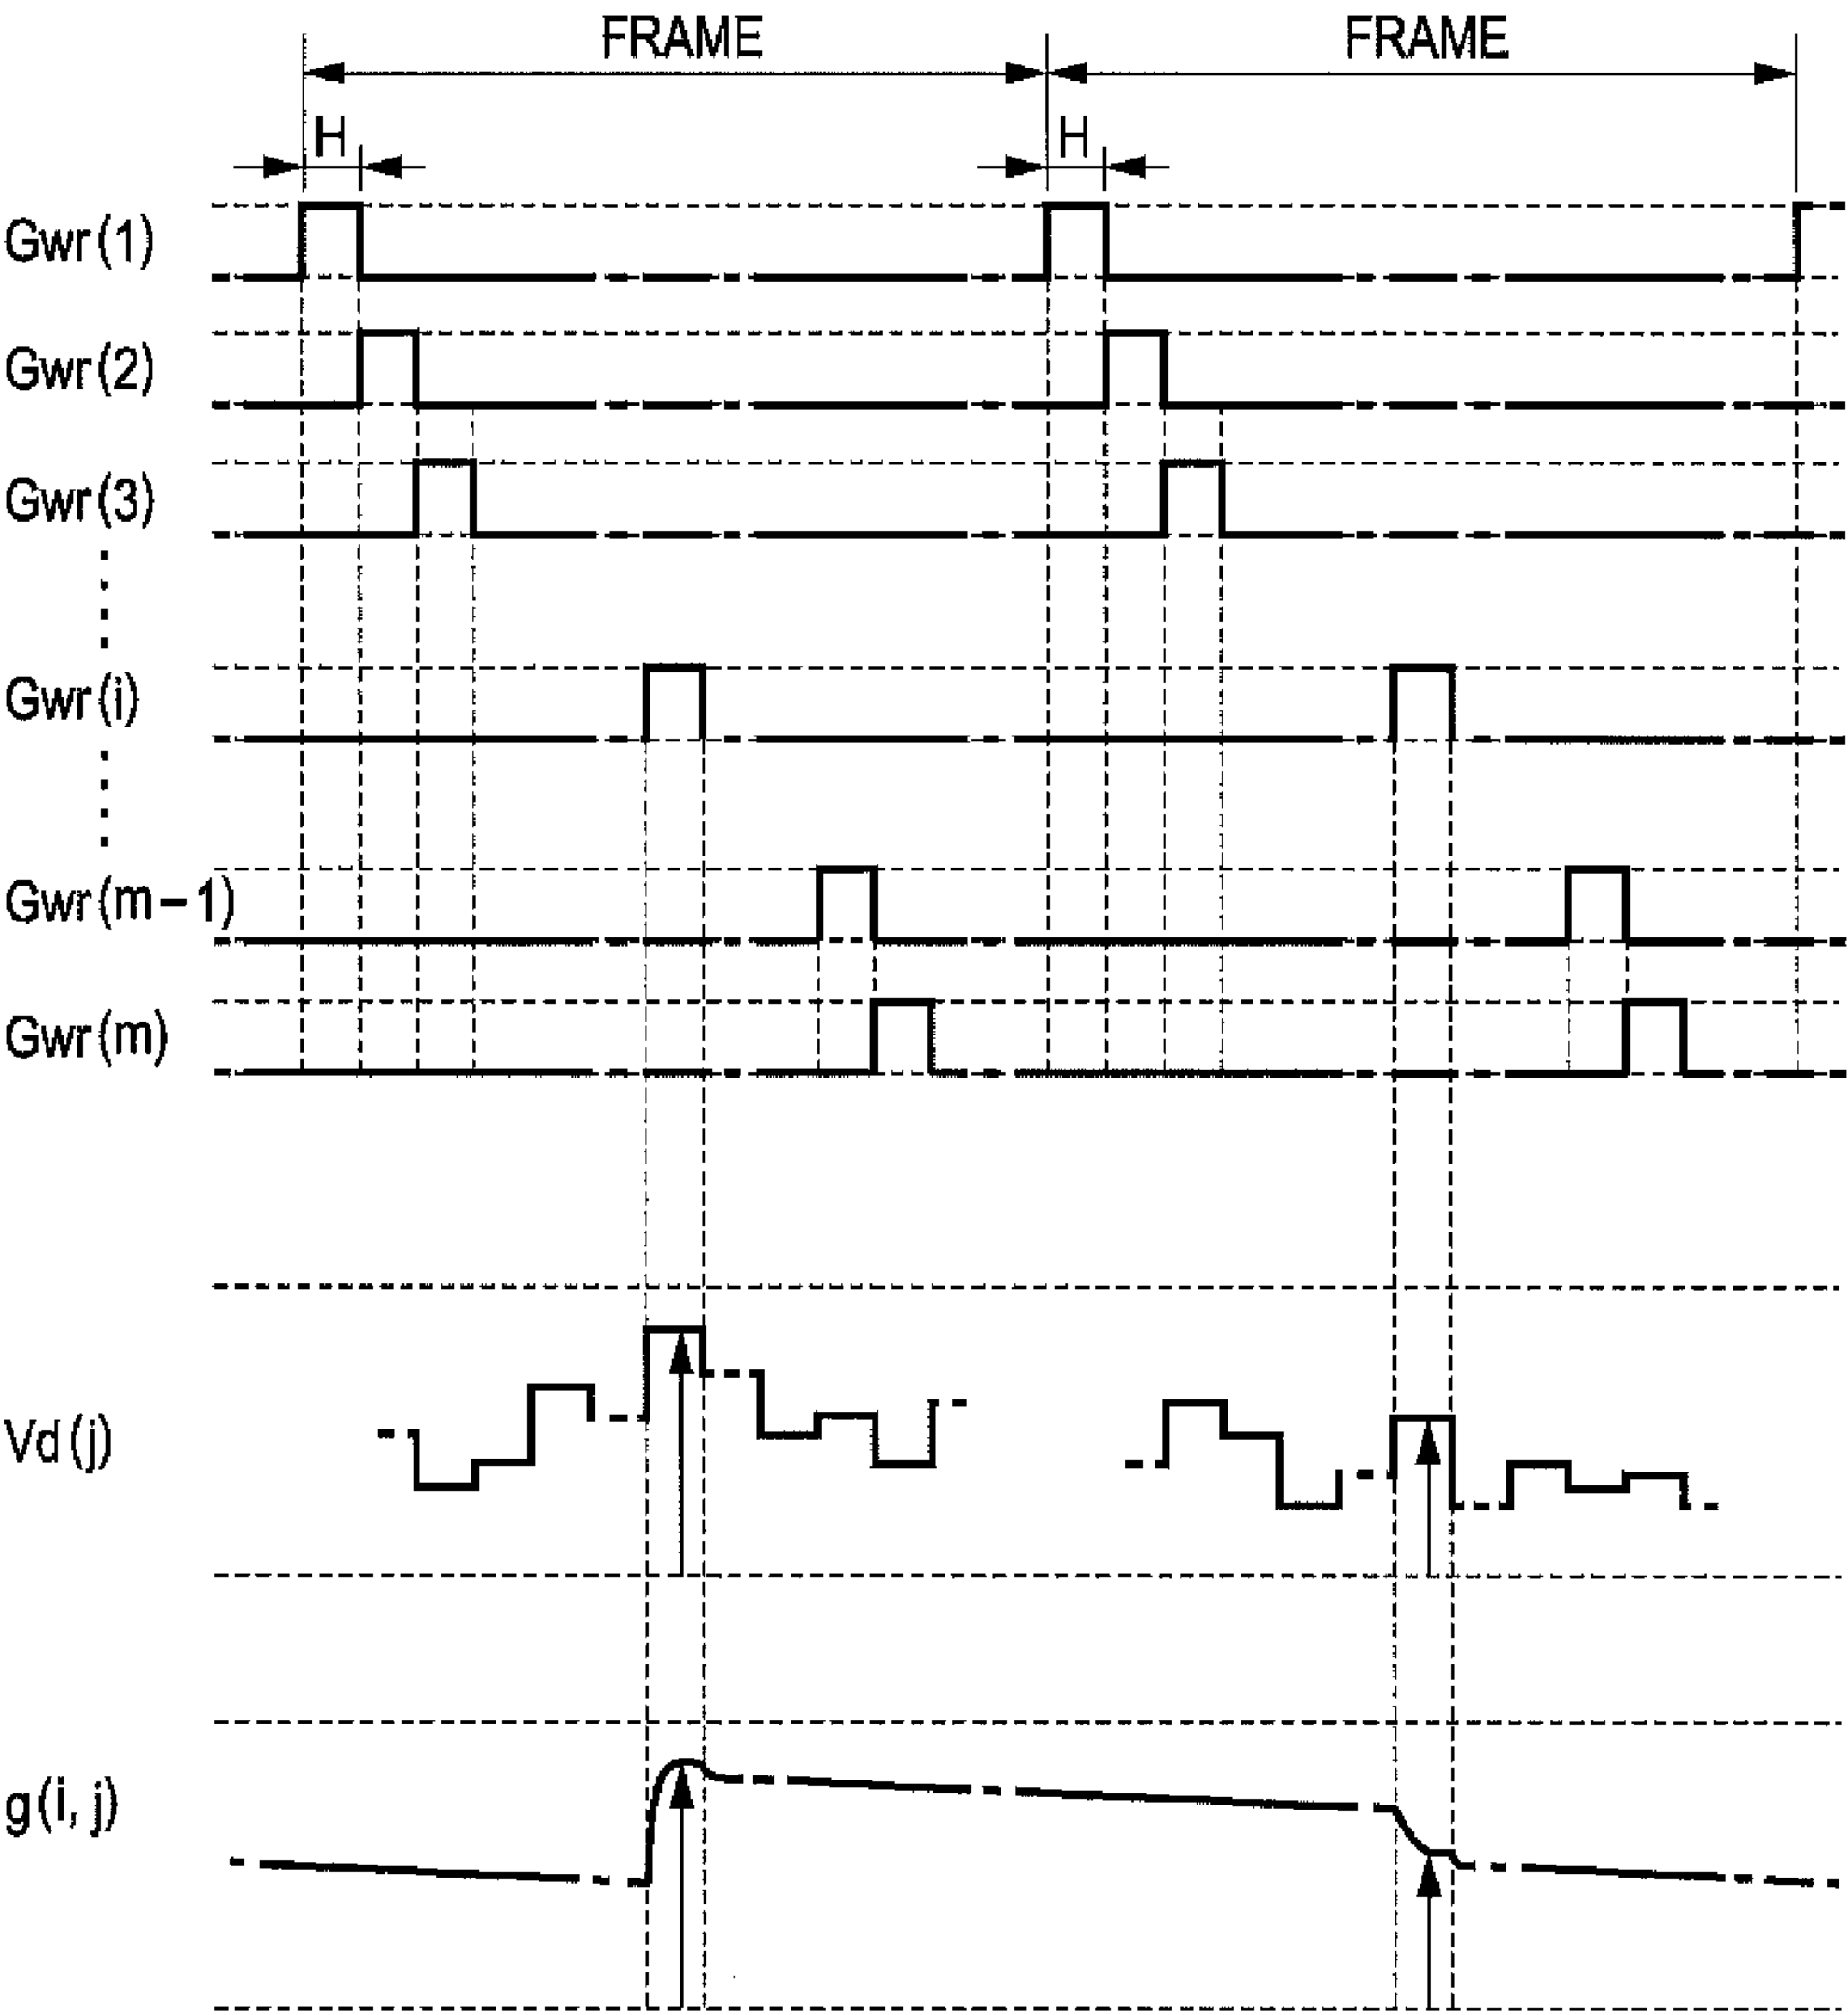 FRAME FRAME
H H
Gwr(1)
Gwr(2)
Gwr(3)
Gwr(i)
Gwr(m−1)
Gwr(m)
Vd(j)
g(i, j)